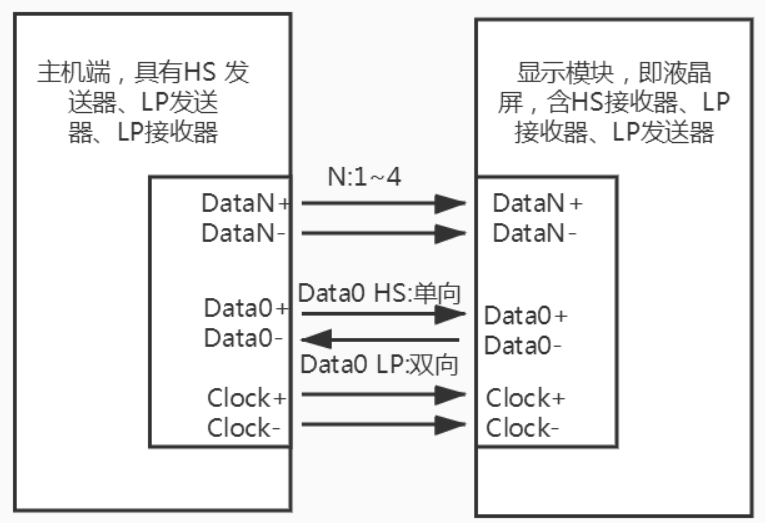 主机端，具有HS 发
送器、LP发送
器、LP接收器
DataN+
DataN-
Data0+
Data0-
Clock+
Clock-
N:1~4
Data0 HS:单向
Data0 LP:双向
显示模块，即液晶
屏，含HS接收器、LP
接收器、LP发送器
DataN+
DataN-
Data0+
Data0-
Clock+
Clock-